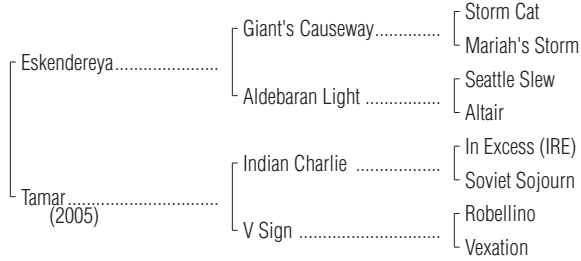 Storm Cat
Giant's Causeway
Mariah's Storm
Eskendereya
Seattle Slew
Aldebaran Light
Altair
In Excess (IRE)
Indian Charlie
Soviet Sojourn
Tamar
(2005)
Robellino
V Sign
Vexation